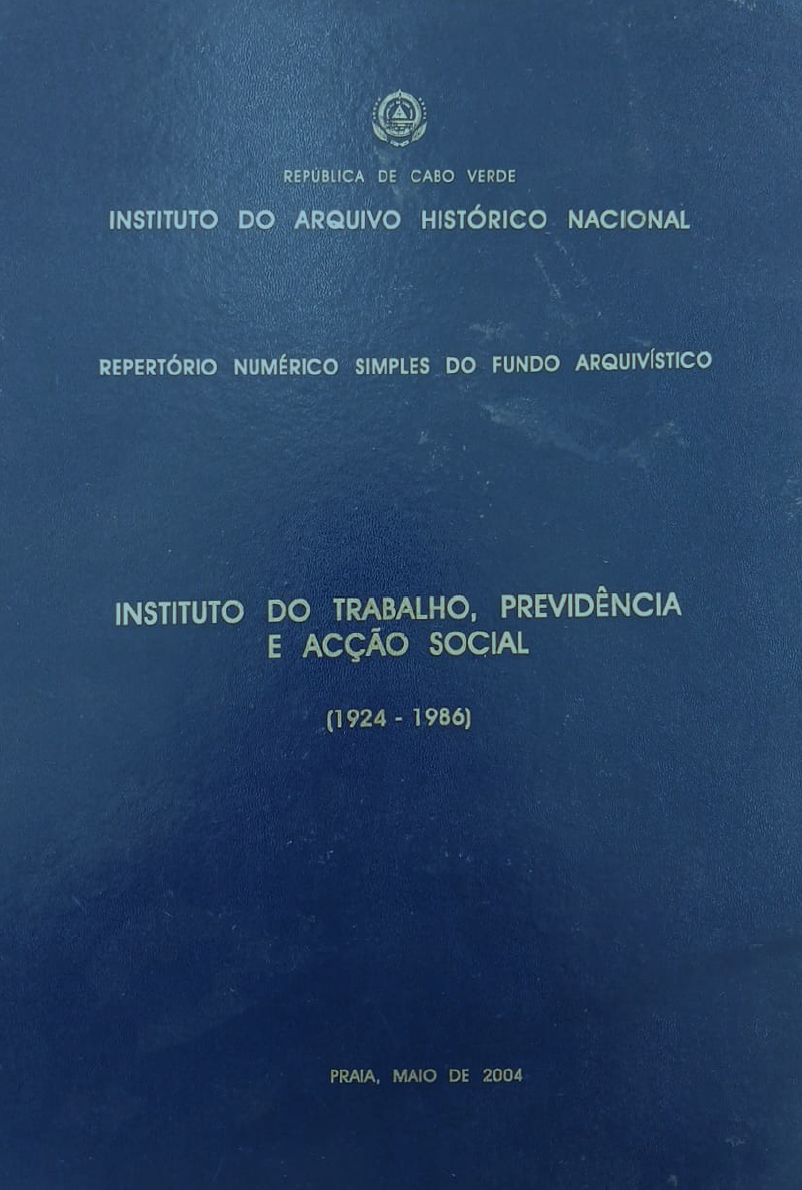 REPÚBLICA DE CABO VERDE
INSTITUTO DO ARQUIVO HISTÓRICO NACIONAL
REPERTÓRIO NUMÉRICO SIMPLES DO FUNDO ARQUIVÍSTICO
INSTITUTO DO TRABALHO, PREVIDÊNCIA
E ACÇÃO SOCIAL
(1924 - 1986)
PRAIA, MAIO DE 2004